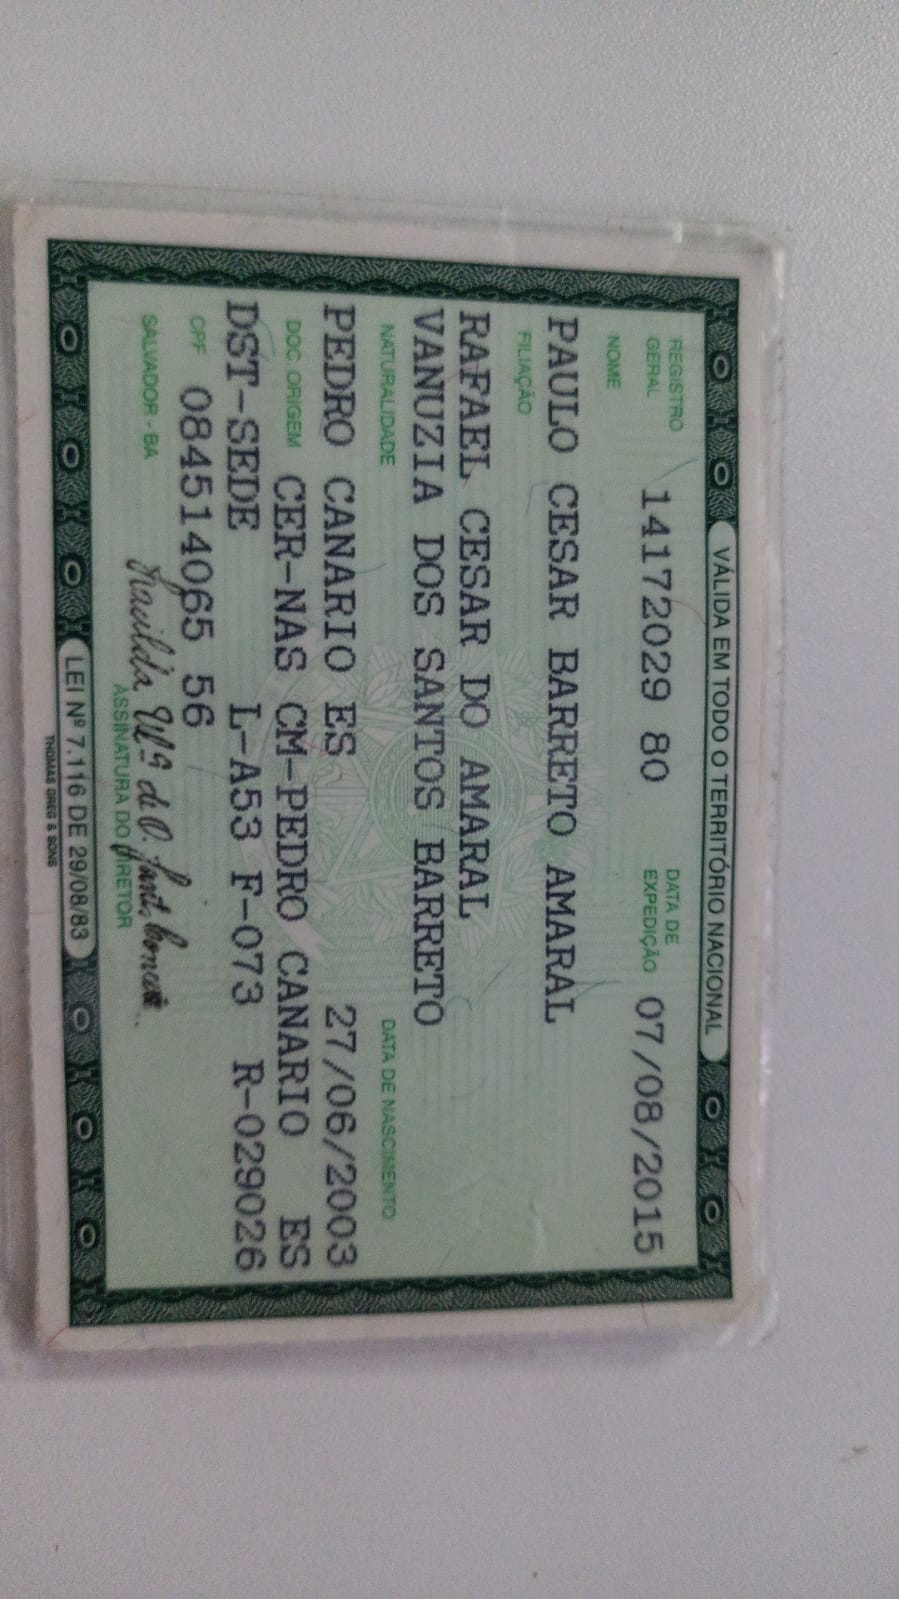 VÁLIDA EM TODO O TERRITÓRIO NACIONAL
REGISTRO GERAL 14172029 80 DATA DE EXPEDIÇÃO 07/08/2015
NOME
PAULO CESAR BARRETO AMARAL
FILIAÇÃO
RAFAEL CESAR DO AMARAL
VANUZIA DOS SANTOS BARRETO
NATURALIDADE DATA DE NASCIMENTO
PEDRO CANARIO ES 27/06/2003
DOC. ORIGEM CER-NAS CM-PEDRO CANARIO ES
DST-SEDE L-A53 F-073 R-029026
CPF 084514065 56
SALVADOR - BA
ASSINATURA DO DIRETOR
LEI Nº 7.116 DE 29/08/83
THOMAS GREG & SONS